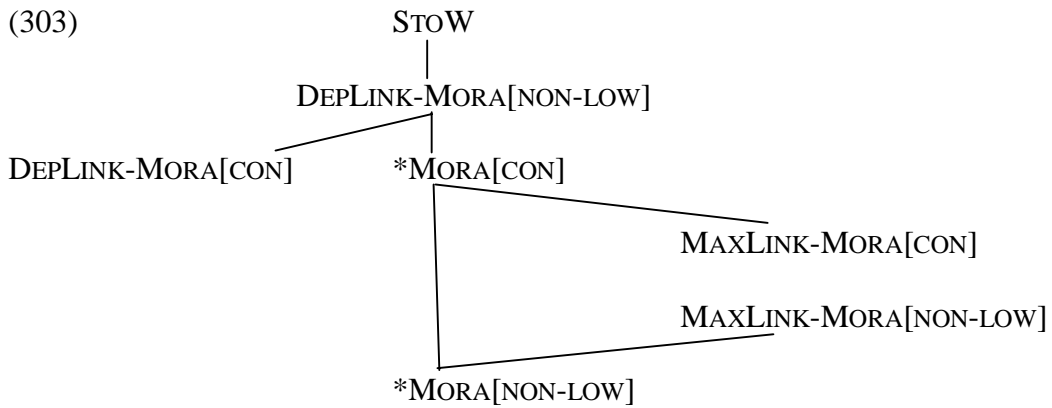 (303) STOW
DEPLINK-MORA[NON-LOW]
DEPLINK-MORA[CON] *MORA[CON]
MAXLINK-MORA[CON]
MAXLINK-MORA[NON-LOW]
*MORA[NON-LOW]